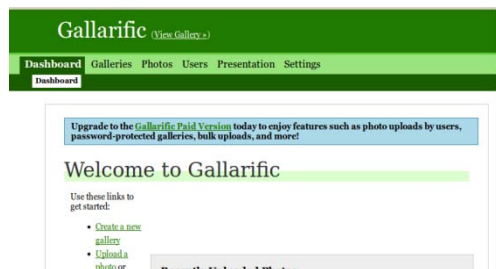 Gallarific (View Gallery »)
Dashboard Galleries Photos Users Presentation Settings
Dashboard
Upgrade to the Gallarific Paid Version today to enjoy features such as photo uploads by users,
password-protected galleries, bulk uploads, and more!
Welcome to Gallarific
Use these links to
get started:
Create a new
gallery
Upload a
photo or
Recently Uploaded Photos